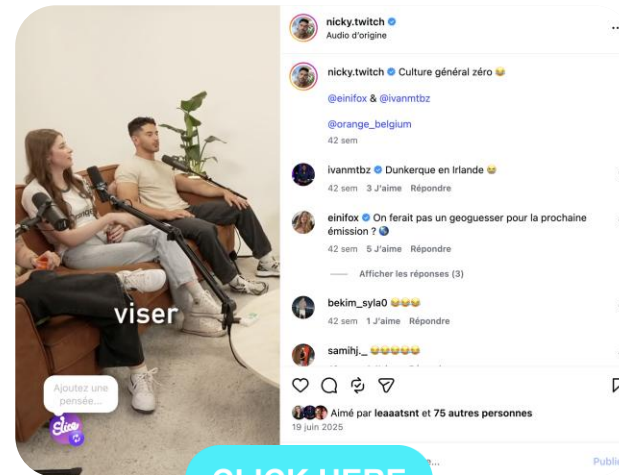 nicky.twitch
Audio d'origine
nicky.twitch Culture général zéro 😂
@einifox & @ivanmtbz
@orange_belgium
42 sem
ivanmtbz Dunkerque en Irlande 😂
42 sem 3 J'aime Répondre
einifox On ferait pas un geoguesser pour la prochaine
émission ? 🌎
42 sem 5 J'aime Répondre
Afficher les réponses (3)
bekim_syla0 😂😂😂
42 sem 1 J'aime Répondre
samihj._ 😂😂😂😂😂
viser
Ajoutez une
pensée...
Slice
Aimé par leaaatsnt et 75 autres personnes
19 juin 2025
CLICK HERE